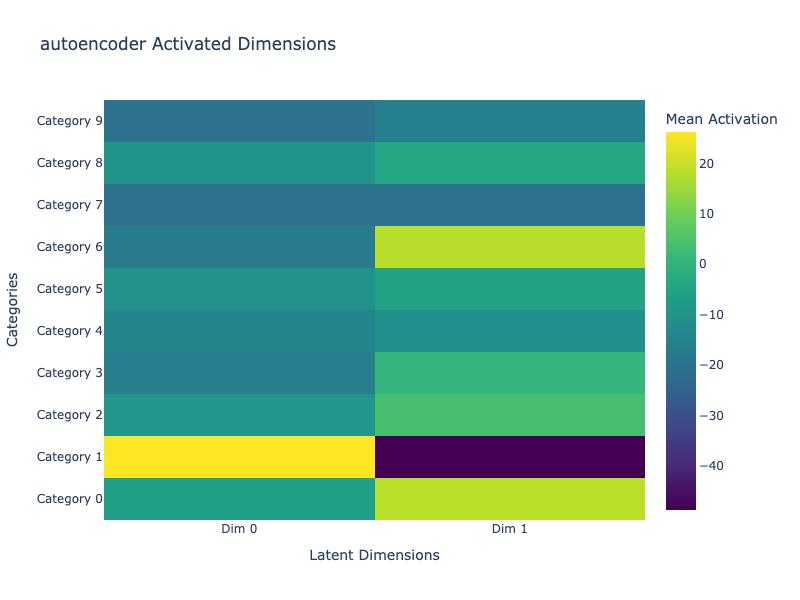 autoencoder Activated Dimensions
Mean Activation
Category 9
Category 8
Category 7
Category 6
Category 5
Category 4
Category 3
Category 2
Category 1
Category 0
Categories
20
10
0
−10
−20
−30
−40
Dim 0
Dim 1
Latent Dimensions